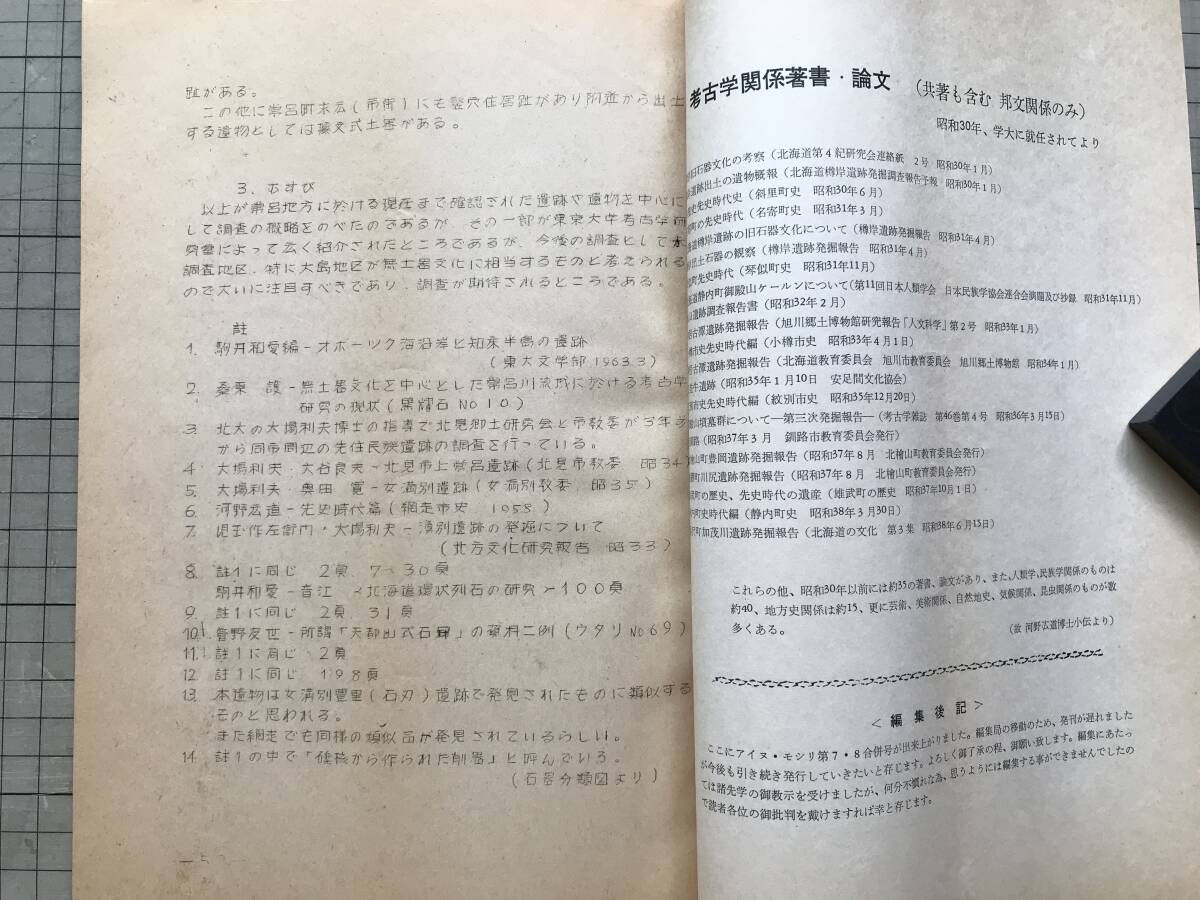 趾がある。
この他に常呂町末広(市街)にも竪穴住居趾があり附近から出土
する遺物としては擦文式土器がある。
3. むすび
以上が常呂地方に於ける現在まで確認された遺跡や遺物を中心に
して調査の概略をのべたのであるが、その一部が東京大学考古学研
発掘によって広く紹介されたところであるが、今後の調査として未
調査地区、特に大島地区が無土器文化に相当するものと考えられる
ので大いに注目すべきであり、調査が期待されるところである。
註
1. 駒井和愛編-オホーツク海沿岸と知床半島の遺跡
(東大文学部 1963.3)
2. 桑原 護-無土器文化を中心とした常呂川流域に於ける考古学
研究の現状(黒耀石 No 10.)
3 北大の大場利夫博士の指導で北見郷土研究会と市教委が3年
から同市周辺の先住民族遺跡の調査を行っている。
4. 大場利夫・大谷良夫-北見市上常呂遺跡(北見市教委 昭34)
5. 大場利夫・奥田 寛-女満別遺跡(女満別教委 昭35)
6. 河野広道-先史時代篇(網走市史 1958)
7. 児玉作左衛門・大場利夫-湧別遺跡の発掘について
(北方文化研究報告 昭33)
8. 註1に同じ 2頁 7~30頁
駒井和愛-音江 <北海道環状列石の研究>100頁
9. 註1に同じ 2頁 31頁
10. 菅野友世-所謂「天都山式石鋸」の資料二例(ウタリ No 69)
11. 註1に同じ 2頁
12. 註1に同じ 198頁
13. 本遺物は女満別豊里(石刃)遺跡で発見されたものに類似する
ものと思われる。
また網走でも同様の類似品が発見されているらしい。
14. 註1の中で「縦核から作られた削器」と呼んでいる。
(石器分類図より)
— 5
考古学関係著書・論文 (共著も含む 邦文関係のみ)
昭和30年、学大に就任されてより
旧石器文化の考察(北海道第4紀研究会連絡紙 2号 昭和30年1月)
遺跡出土の遺物概報(北海道樽岸遺跡発掘調査報告予報 昭和30年1月)
先史時代史(斜里町史 昭和30年6月)
町の先史時代(名寄町史 昭和31年3月)
樽岸遺跡の旧石器文化について(樽岸遺跡発掘報告 昭和31年4月)
出土石器の観察(樽岸遺跡発掘報告 昭和31年4月)
町先史時代(琴似町史 昭和31年11月)
道静内町御殿山ケールンについて(第11回日本人類学会 日本民族学協会連合会演題及び抄録 昭和31年11月)
山遺跡調査報告書(昭和32年2月)
古潭遺跡発掘報告(旭川郷土博物館研究報告「人文科学」第2号 昭和33年1月)
市史先史時代編(小樽市史 昭和33年4月1日)
古潭遺跡発掘報告(北海道教育委員会 旭川市教育委員会 旭川郷土博物館 昭和34年1月)
牛遺跡(昭和35年1月10日 安足間文化協会)
市史先史時代編(紋別市史 昭和35年12月20日)
山墳墓群について―第三次発掘報告―(考古学雑誌 第46巻第4号 昭和36年3月15日)
路(昭和37年3月 釧路市教育委員会発行)
檜山町豊岡遺跡発掘報告(昭和37年8月 北檜山町教育委員会発行)
町川尻遺跡発掘報告(昭和37年8月 北檜山町教育委員会発行)
武町の歴史、先史時代の遺産(雄武町の歴史 昭和37年10月1日)
町史時代編(静内町史 昭和38年3月30日)
町加茂川遺跡発掘報告(北海道の文化 第3集 昭和38年6月15日)
これらの他、昭和30年以前には約35の著書、論文があり、また、人類学、民族学関係のものは
約40、地方史関係は約15、更に芸術、美術関係、自然地史、気候関係、昆虫関係のものが数
多くある。
(故 河野広道博士小伝より)
<編集後記>
ここにアイヌ・モシリ第7・8合併号が出来上がりました。編集局の移動のため、発刊が遅れました
が今後も引き続き発行していきたいと存じます。よろしく御了承の程、御願い致します。編集にあたっ
ては諸先学の御教示を受けましたが、何分不慣れな為、思うようには編集する事ができませんでしたの
で読者各位の御批判を戴けますれば幸と存じます。